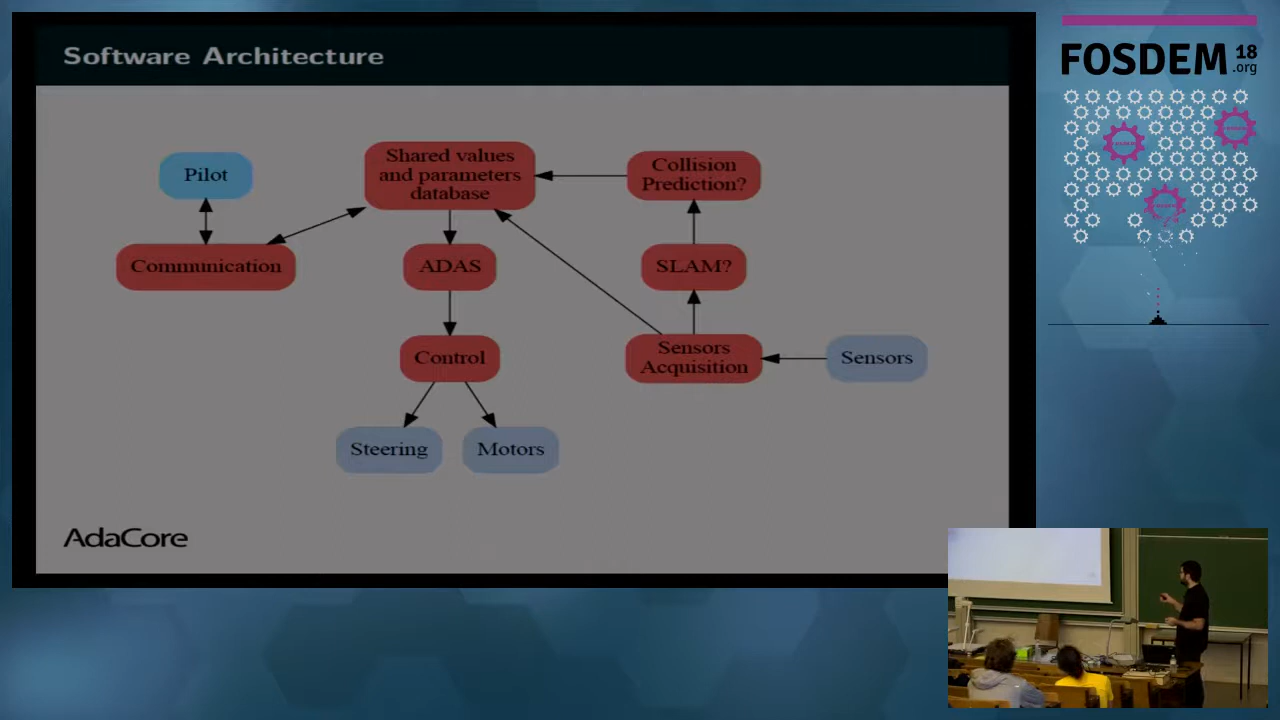 Software Architecture
Pilot
Shared values
and parameters
database
Collision
Prediction?
Communication
ADAS
SLAM?
Control
Sensors
Acquisition
Sensors
Steering
Motors
AdaCore
FOSDEM 18
.org